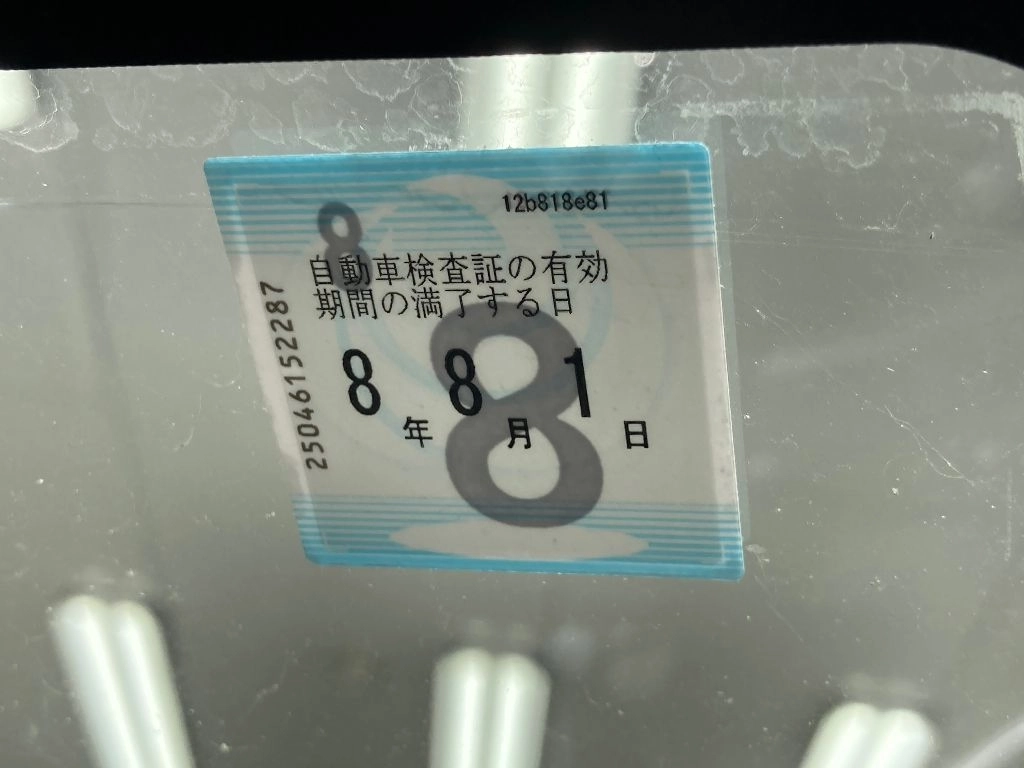 12b818e81
8
自動車検査証の有効
期間の満了する日
8年8月1日
8
25046152287